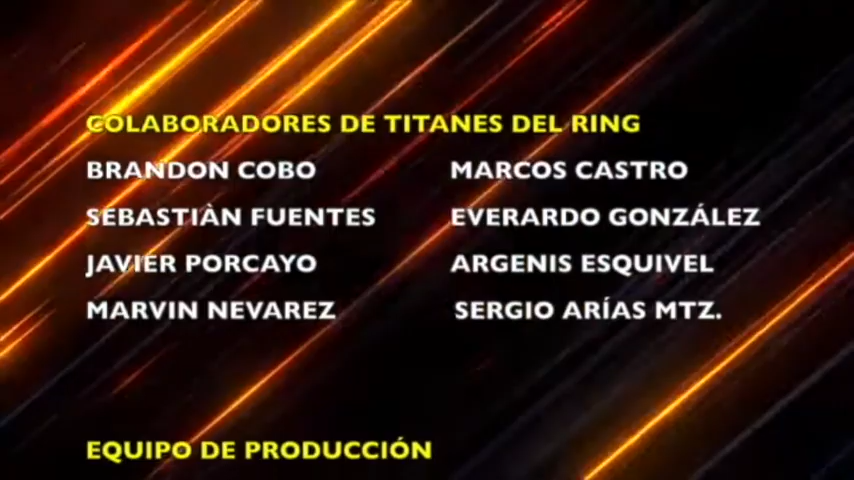 COLABORADORES DE TITANES DEL RING
BRANDON COBO MARCOS CASTRO
SEBASTIÀN FUENTES EVERARDO GONZÁLEZ
JAVIER PORCAYO ARGENIS ESQUIVEL
MARVIN NEVAREZ SERGIO ARÍAS MTZ.
EQUIPO DE PRODUCCIÓN